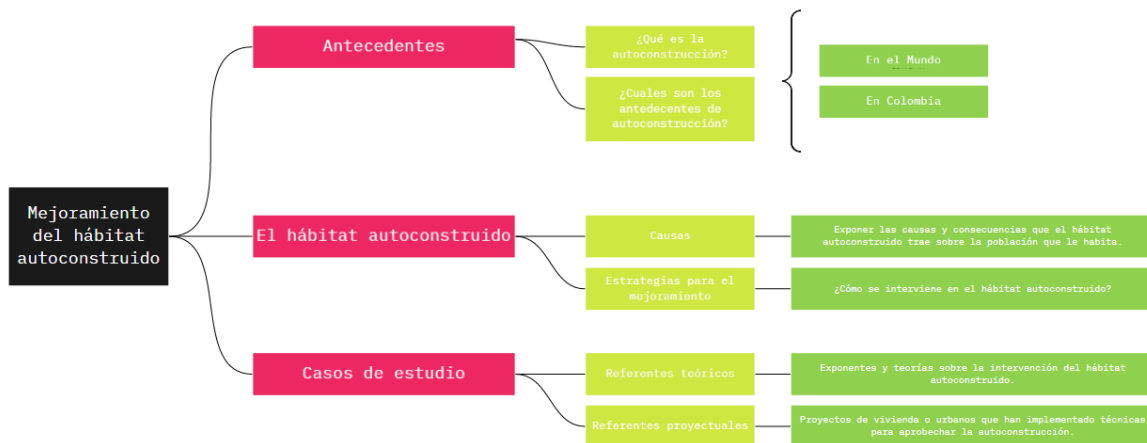 Mejoramiento
del hábitat
autoconstruido
Antecedentes
¿Qué es la
autoconstrucción?
¿Cuales son los
antedecentes de
autoconstrucción?
En el Mundo
En Colombia
El hábitat autoconstruido
Causas
Exponer las causas y consecuencias que el hábitat
autoconstruido trae sobre la población que le habita.
Estrategias para el
mejoramiento
¿Cómo se interviene en el hábitat autoconstruido?
Casos de estudio
Referentes teóricos
Exponentes y teorías sobre la intervención del hábitat
autoconstruido.
Referentes proyectuales
Proyectos de vivienda o urbanos que han implementado técnicas
para aprobechar la autoconstrucción.